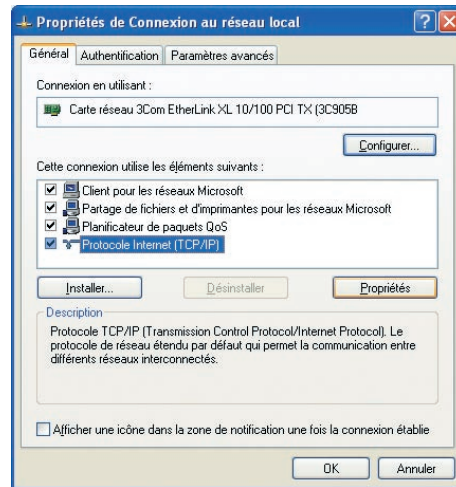 Propriétés de Connexion au réseau local
Général Authentification Paramètres avancés
Connexion en utilisant :
Carte réseau 3Com EtherLink XL 10/100 PCI TX (3C905B
Configurer...
Cette connexion utilise les éléments suivants :
Client pour les réseaux Microsoft
Partage de fichiers et d'imprimantes pour les réseaux Microsoft
Planificateur de paquets QoS
Protocole Internet (TCP/IP)
Installer... Désinstaller Propriétés
Description
Protocole TCP/IP (Transmission Control Protocol/Internet Protocol). Le
protocole de réseau étendu par défaut qui permet la communication entre
différents réseaux interconnectés.
Afficher une icône dans la zone de notification une fois la connexion établie
OK Annuler